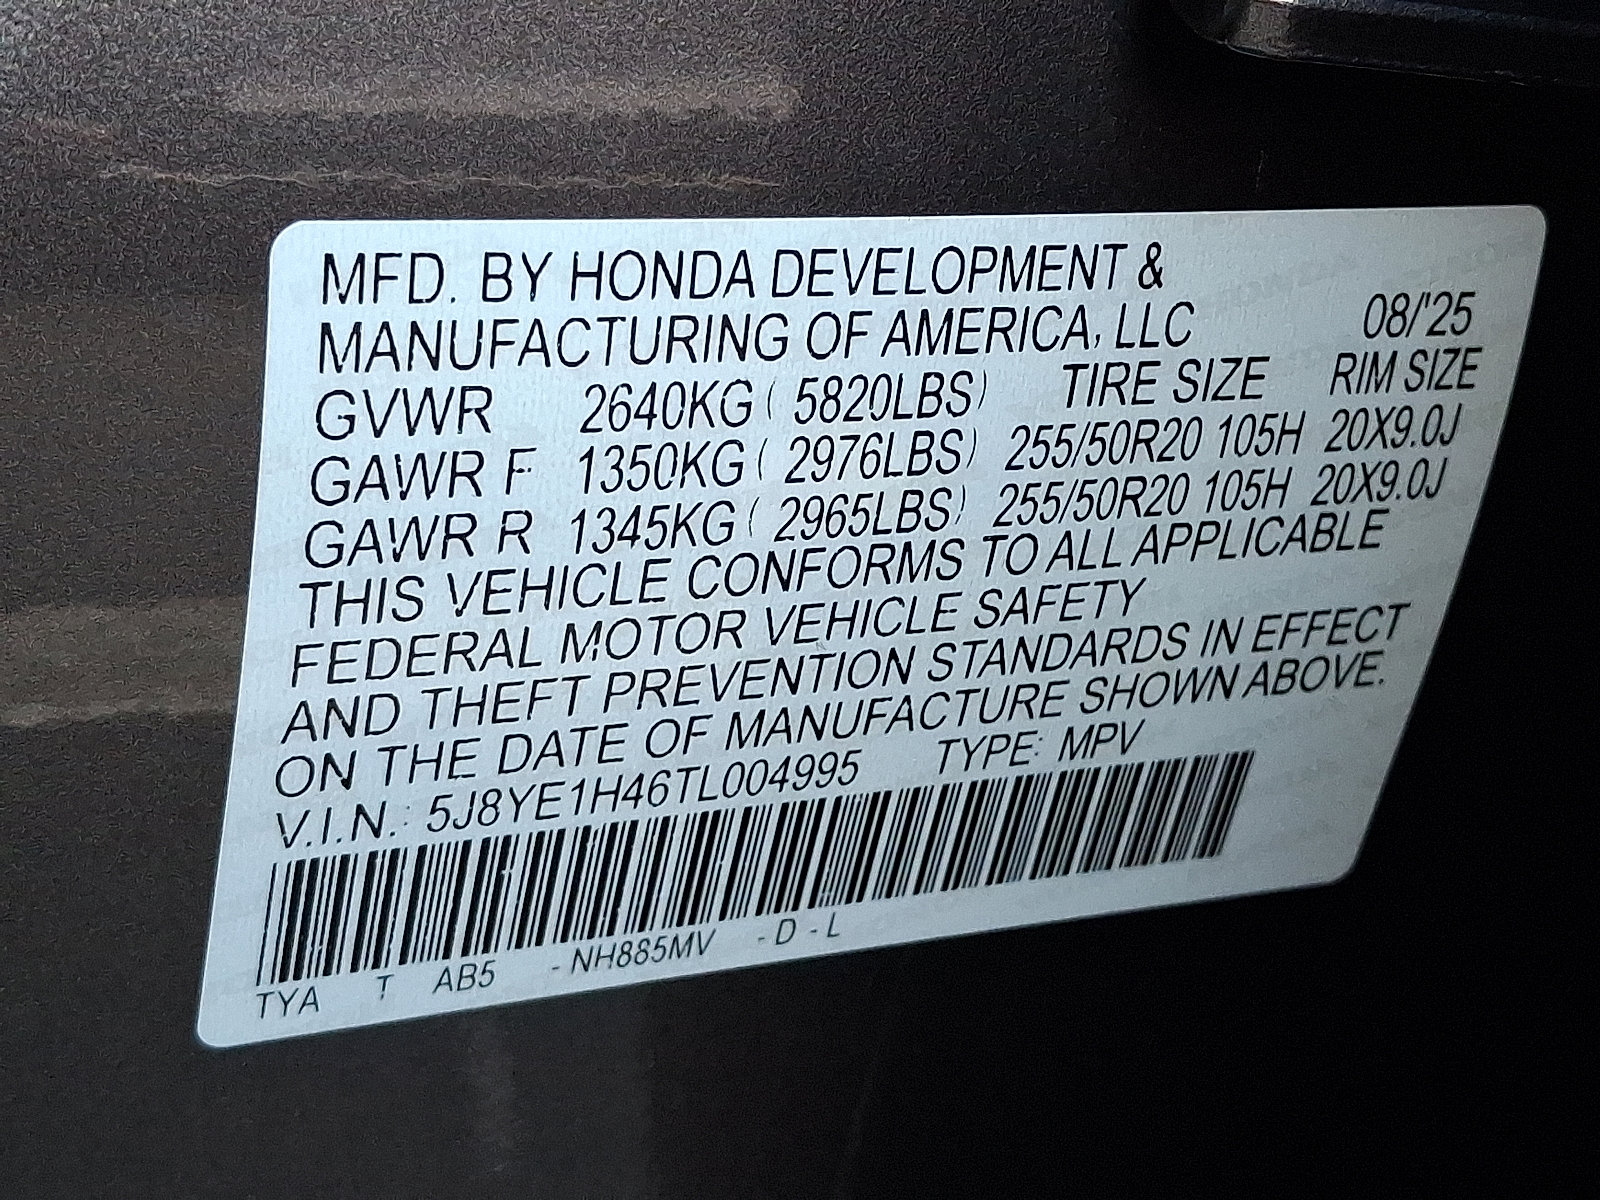 MFD. BY HONDA DEVELOPMENT &
MANUFACTURING OF AMERICA, LLC 08/'25
GVWR 2640KG ( 5820LBS) TIRE SIZE RIM SIZE
GAWR F 1350KG ( 2976LBS) 255/50R20 105H 20X9.0J
GAWR R 1345KG ( 2965LBS) 255/50R20 105H 20X9.0J
THIS VEHICLE CONFORMS TO ALL APPLICABLE
FEDERAL MOTOR VEHICLE SAFETY
AND THEFT PREVENTION STANDARDS IN EFFECT
ON THE DATE OF MANUFACTURE SHOWN ABOVE.
V.I.N.: 5J8YE1H46TL004995 TYPE: MPV
TYA T AB5 - NH885MV - D - L